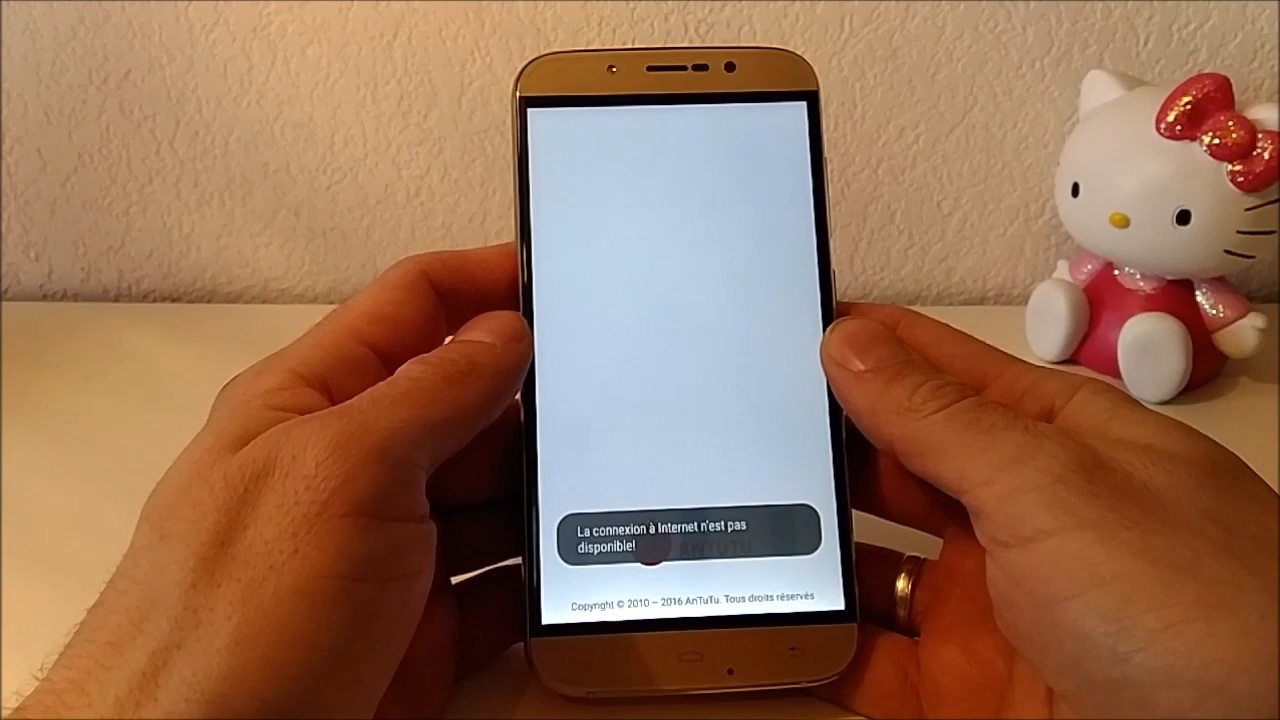 La connexion à Internet n'est pas
disponible!
ANTUTU
Copyright © 2010 – 2016 AnTuTu. Tous droits réservés